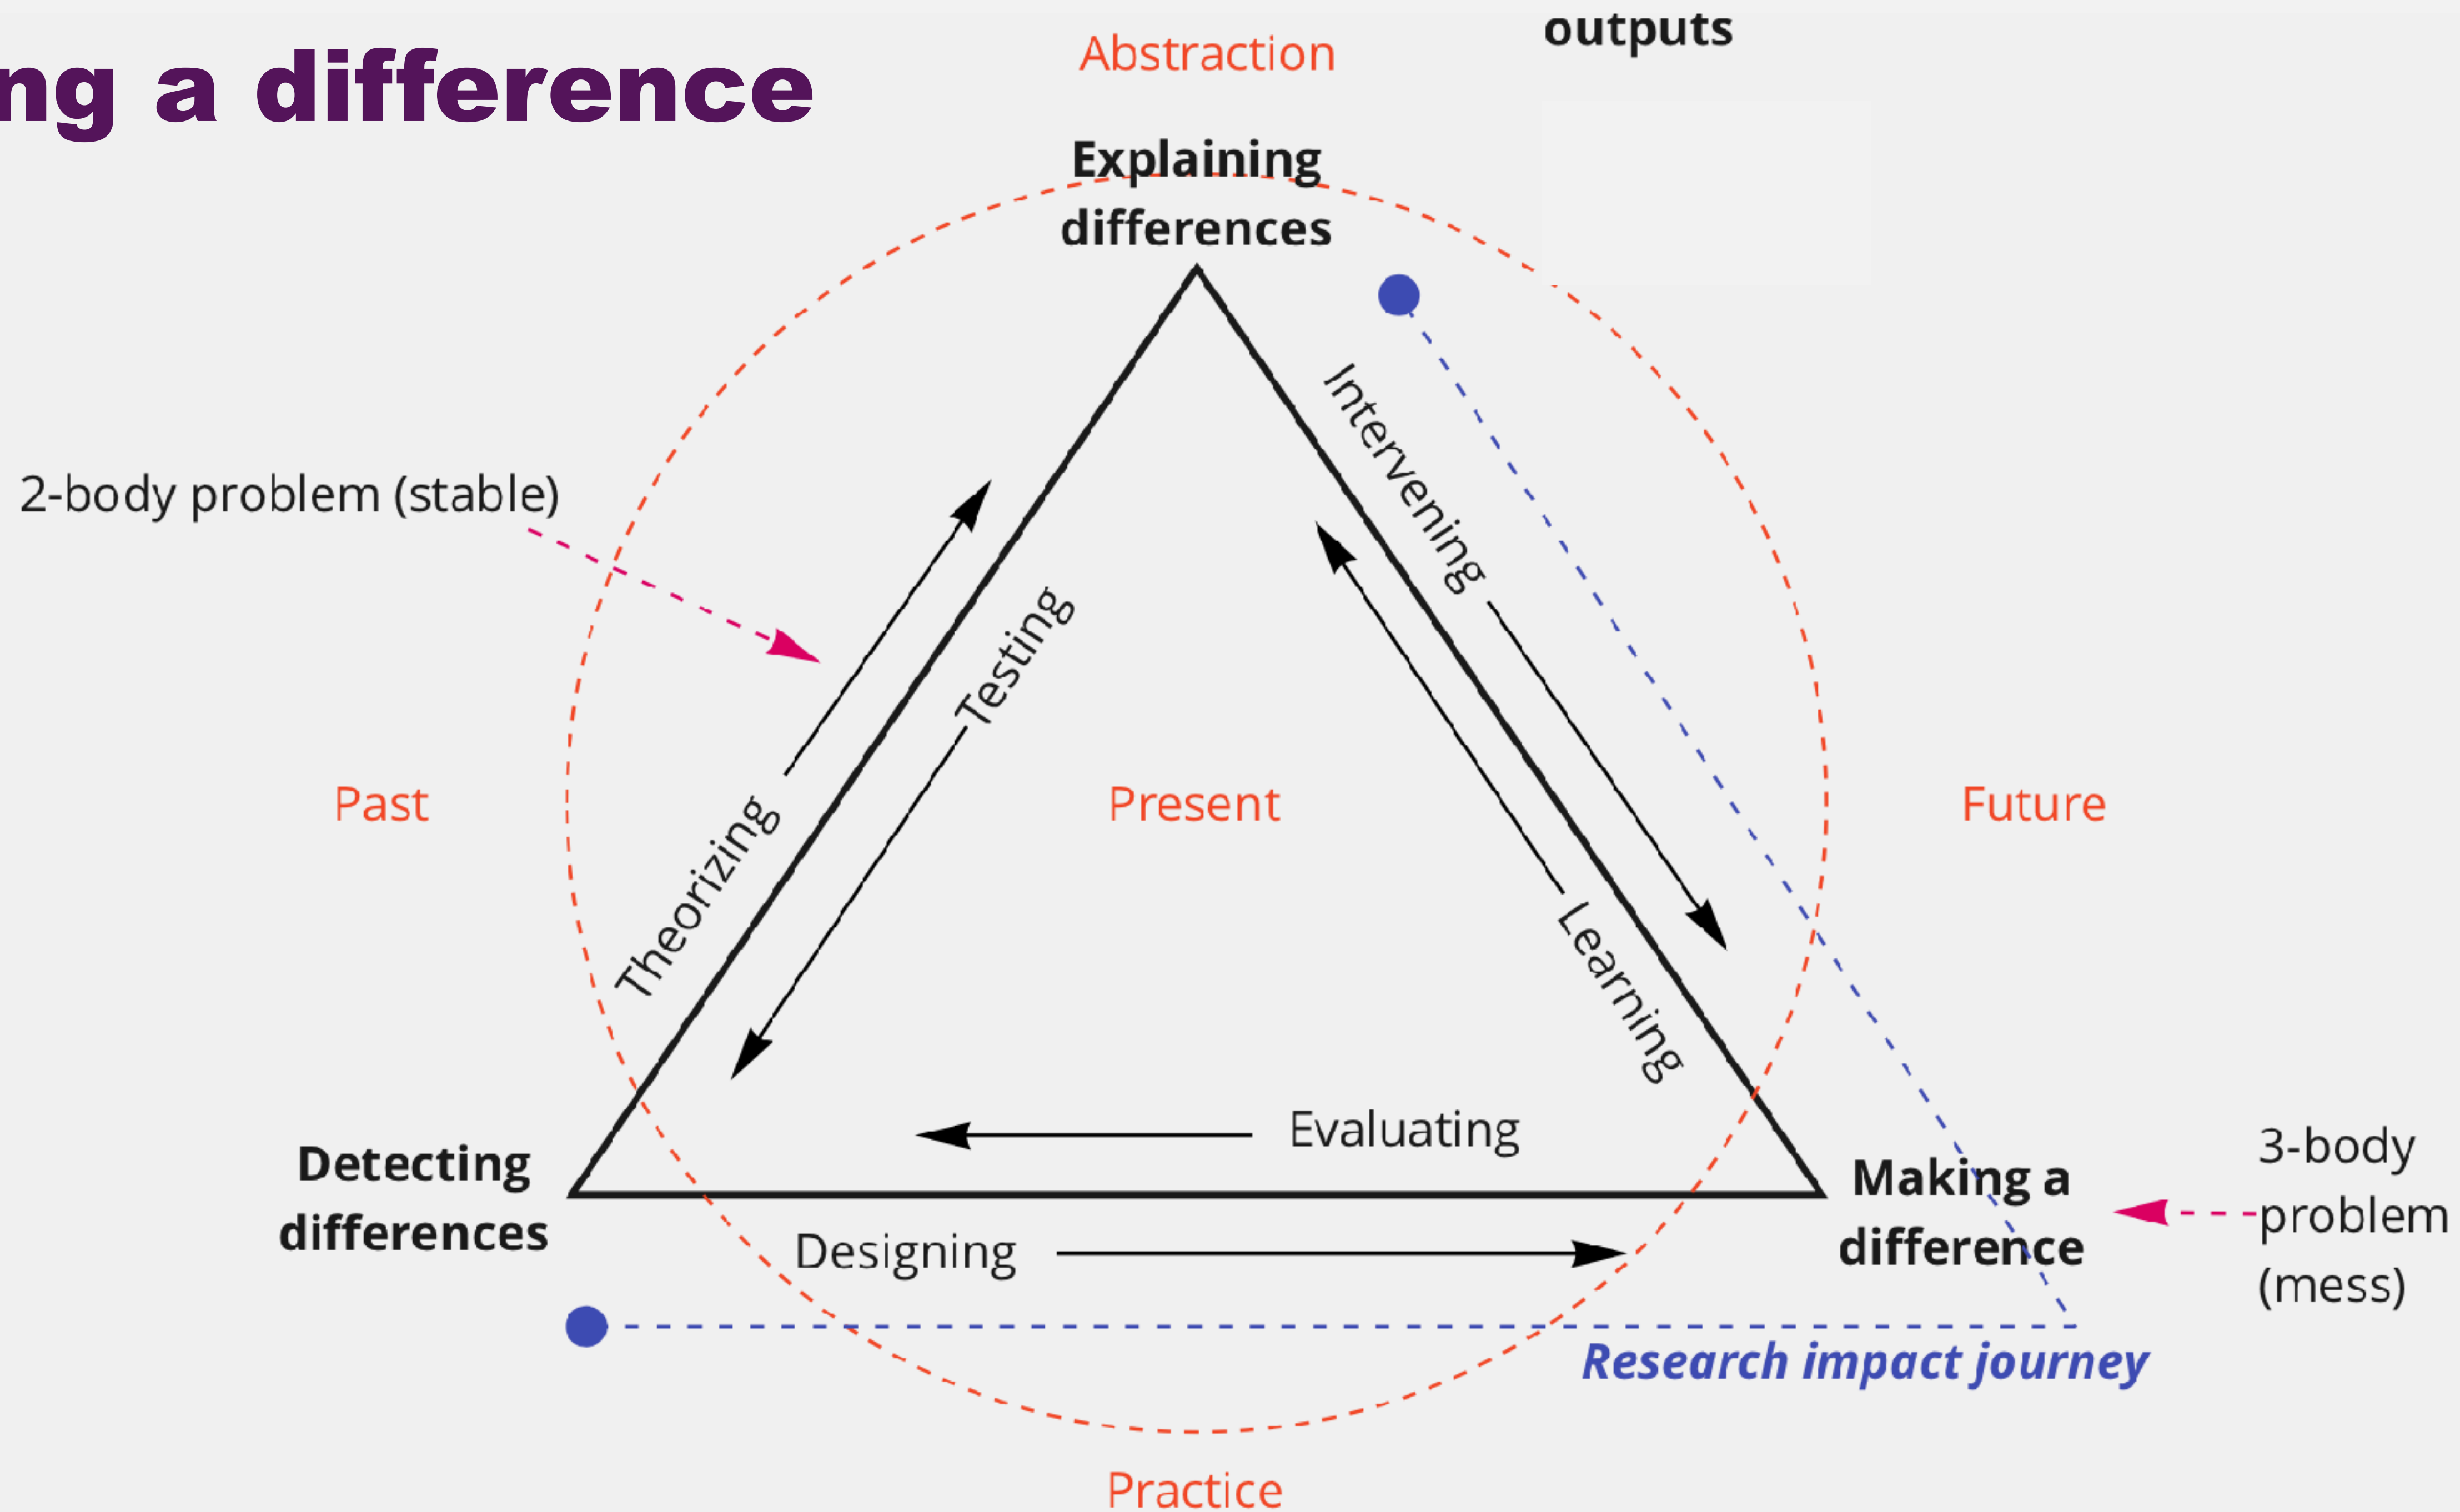 ng a difference
outputs
Abstraction
Explaining
differences
Intervening
2-body problem (stable)
Testing
Past
Present
Future
Theorizing
Learning
Evaluating
Detecting
differences
Making a
difference
3-body
problem
(mess)
Designing
Research impact journey
Practice